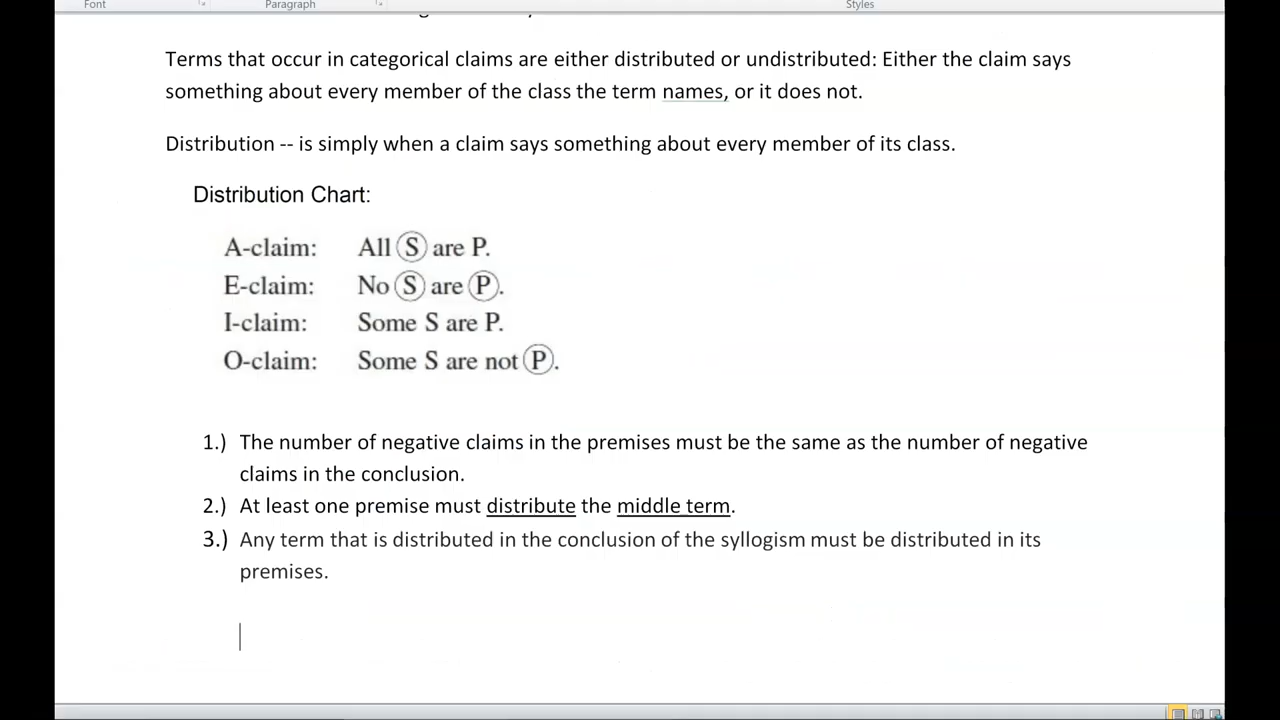 Font Paragraph Styles
Terms that occur in categorical claims are either distributed or undistributed: Either the claim says
something about every member of the class the term names, or it does not.
Distribution -- is simply when a claim says something about every member of its class.
Distribution Chart:
A-claim: All S are P.
E-claim: No S are P.
I-claim: Some S are P.
O-claim: Some S are not P.
1.) The number of negative claims in the premises must be the same as the number of negative
claims in the conclusion.
2.) At least one premise must distribute the middle term.
3.) Any term that is distributed in the conclusion of the syllogism must be distributed in its
premises.